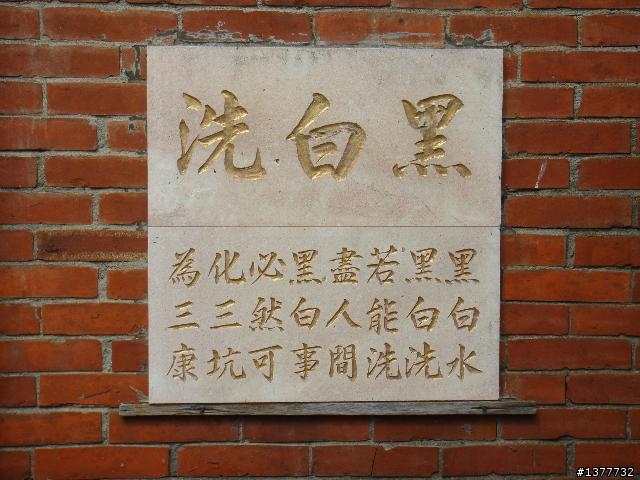 黑白洗
黑白水
黑白洗
若能洗
盡人間
黑白事
必然可
化三坑
為三康
#1377732